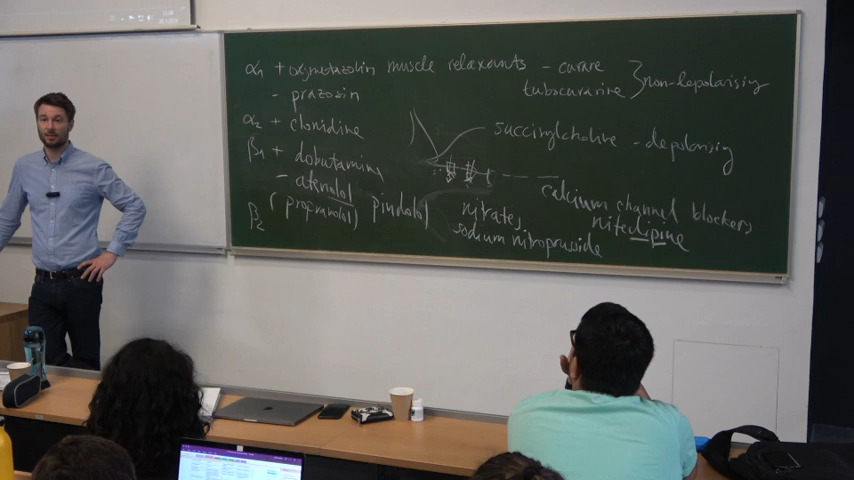 α1 + oxymetazolin muscle relaxants - curare
tubocurarine } non-depolarising
- prazosin
α2 + clonidine
succinylcholine - depolarising
β1 + dobutamine
- atenolol
calcium channel blockers
β2 (propranolol) pindolol
nitrates
nifedipine
sodium nitroprusside